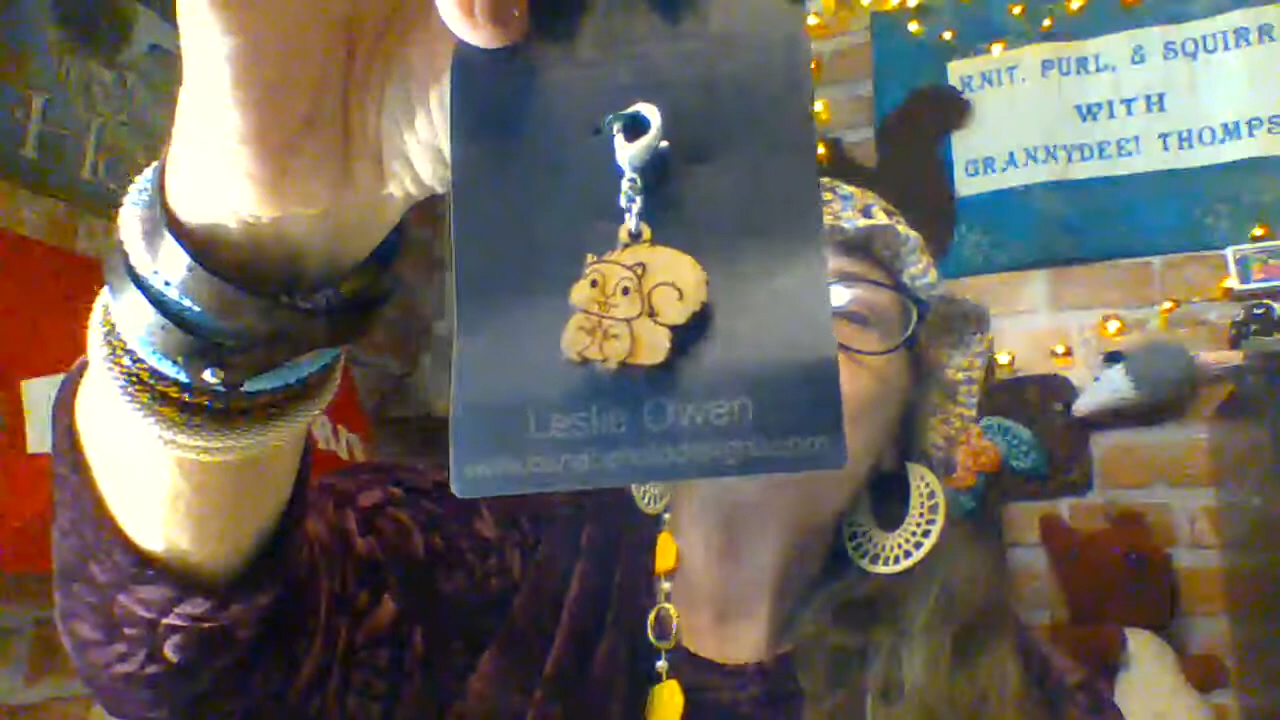 KNIT, PURL, & SQUIRR
WITH
GRANNYDEE! THOMPS
Leslie Owen